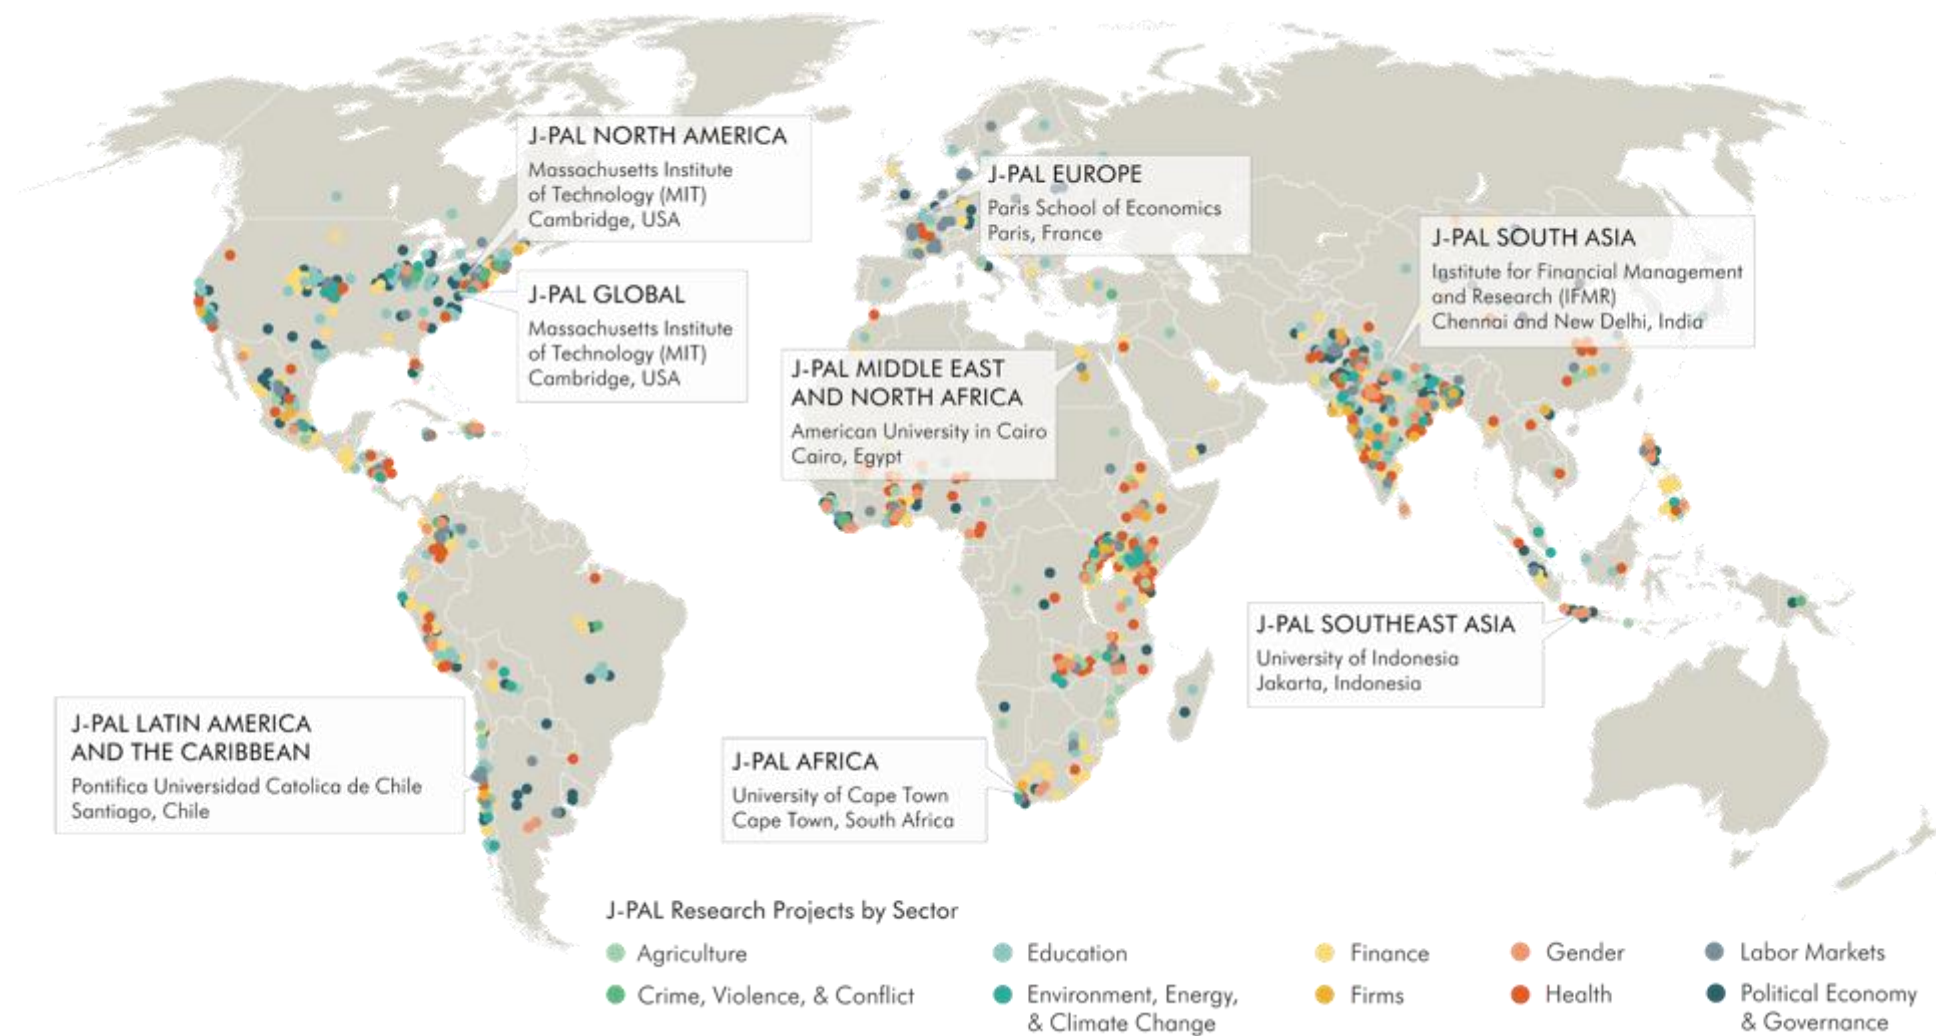 J-PAL NORTH AMERICA
Massachusetts Institute
of Technology (MIT)
Cambridge, USA
J-PAL EUROPE
Paris School of Economics
Paris, France
J-PAL SOUTH ASIA
Institute for Financial Management
and Research (IFMR)
Chennai and New Delhi, India
J-PAL GLOBAL
Massachusetts Institute
of Technology (MIT)
Cambridge, USA
J-PAL MIDDLE EAST
AND NORTH AFRICA
American University in Cairo
Cairo, Egypt
J-PAL SOUTHEAST ASIA
University of Indonesia
Jakarta, Indonesia
J-PAL LATIN AMERICA
AND THE CARIBBEAN
Pontifica Universidad Catolica de Chile
Santiago, Chile
J-PAL AFRICA
University of Cape Town
Cape Town, South Africa
J-PAL Research Projects by Sector
Agriculture
Education
Finance
Gender
Labor Markets
Crime, Violence, & Conflict
Environment, Energy,
& Climate Change
Firms
Health
Political Economy
& Governance